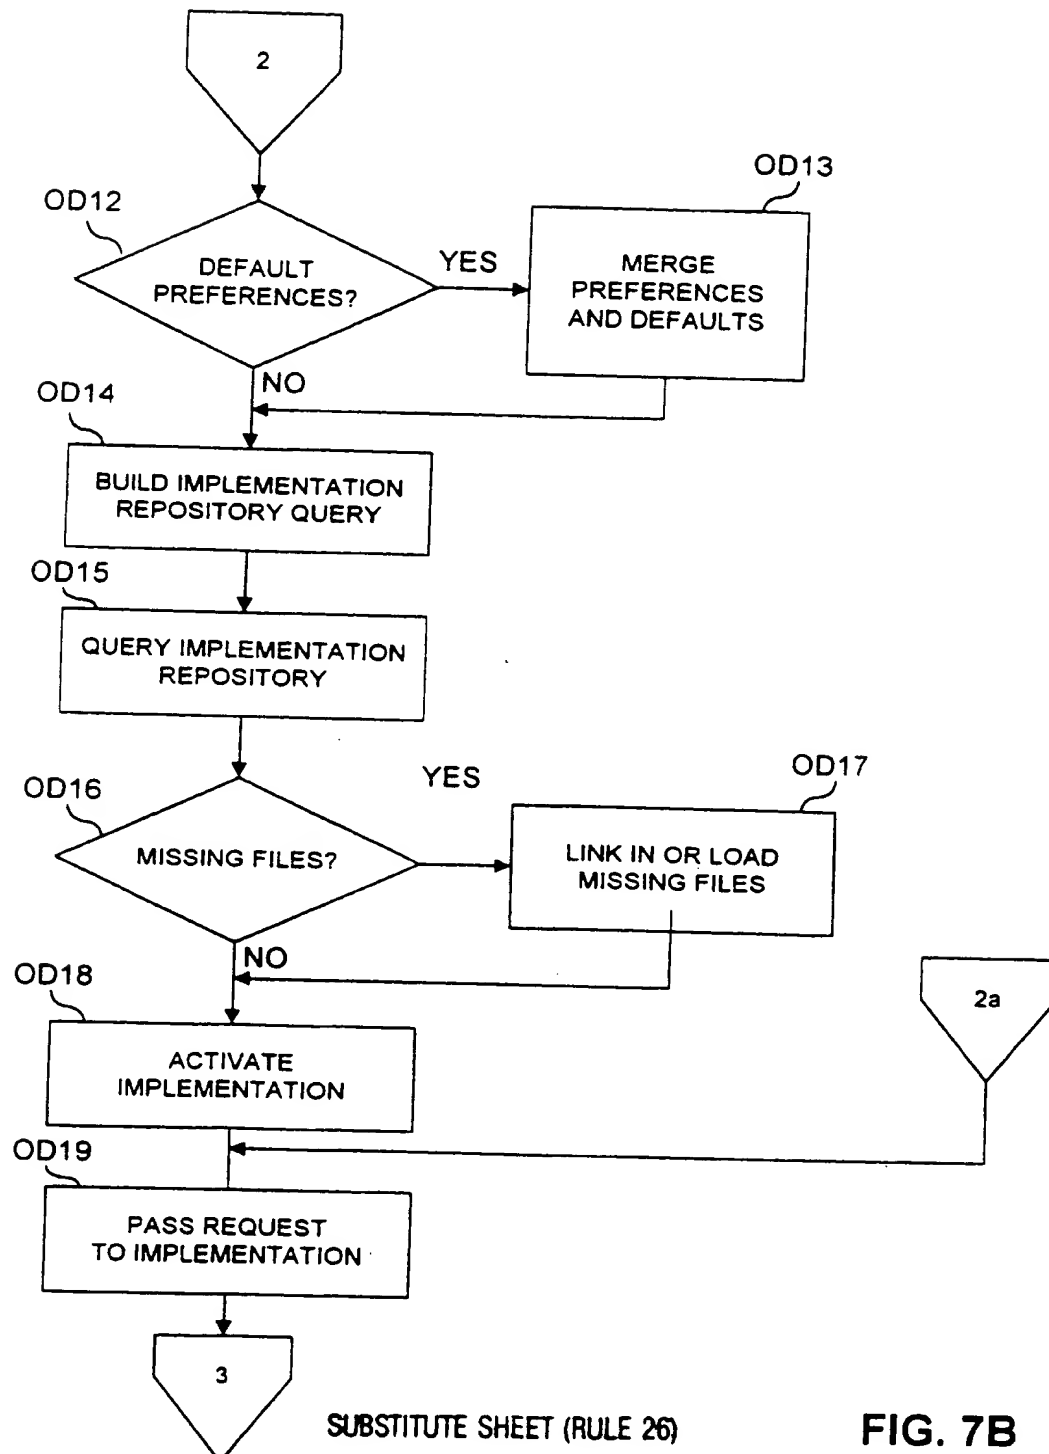 2
OD12
DEFAULT
PREFERENCES?
YES
OD13
MERGE
PREFERENCES
AND DEFAULTS
NO
OD14
BUILD IMPLEMENTATION
REPOSITORY QUERY
OD15
QUERY IMPLEMENTATION
REPOSITORY
OD16
MISSING FILES?
YES
OD17
LINK IN OR LOAD
MISSING FILES
NO
OD18
ACTIVATE
IMPLEMENTATION
2a
OD19
PASS REQUEST
TO IMPLEMENTATION
3
SUBSTITUTE SHEET (RULE 26)
FIG. 7B